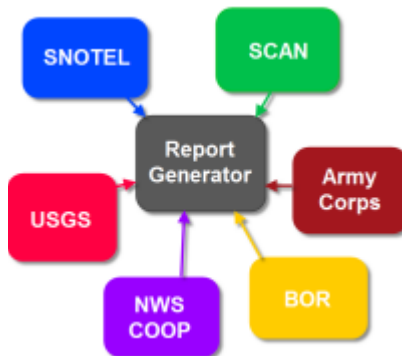 SNOTEL
SCAN
Report
Generator
Army
Corps
USGS
NWS
COOP
BOR